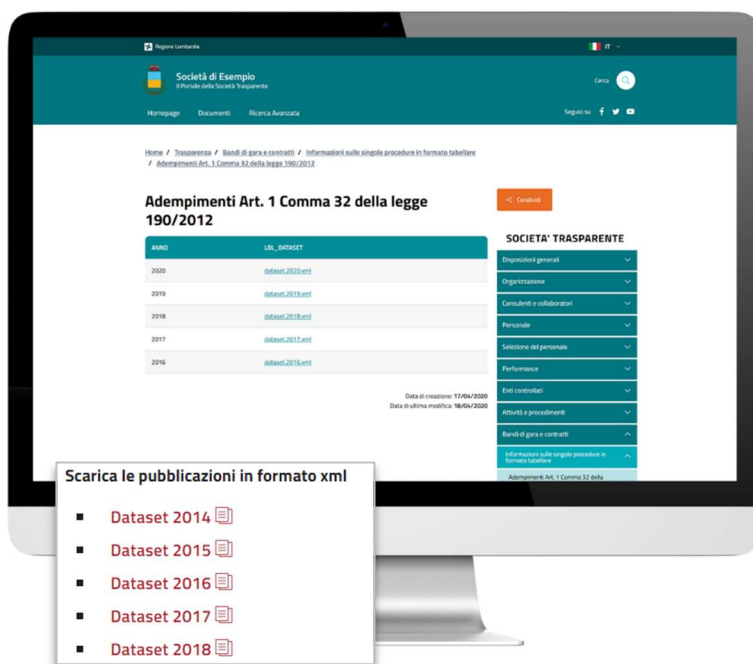 Regione Lombardia
IT
Società di Esempio
Il Portale della Società Trasparente
Cerca
Homepage Documenti Ricerca Avanzata
Seguici su
Home / Trasparenza / Bandi di gara e contratti / Informazioni sulle singole procedure in formato tabellare
/ Adempimenti Art. 1 Comma 32 della legge 190/2012
Adempimenti Art. 1 Comma 32 della legge
190/2012
Condividi
ANNO LBL_DATASET
2020 dataset.2020.xml
2019 dataset.2019.xml
2018 dataset.2018.xml
2017 dataset.2017.xml
2016 dataset.2016.xml
Data di creazione: 17/04/2020
Data di ultima modifica: 18/04/2020
SOCIETA' TRASPARENTE
Disposizioni generali
Organizzazione
Consulenti e collaboratori
Personale
Selezione del personale
Performance
Enti controllati
Attività e procedimenti
Bandi di gara e contratti
Informazioni sulle singole procedure in
formato tabellare
Adempimenti Art. 1 Comma 32 della
Scarica le pubblicazioni in formato xml
Dataset 2014
Dataset 2015
Dataset 2016
Dataset 2017
Dataset 2018